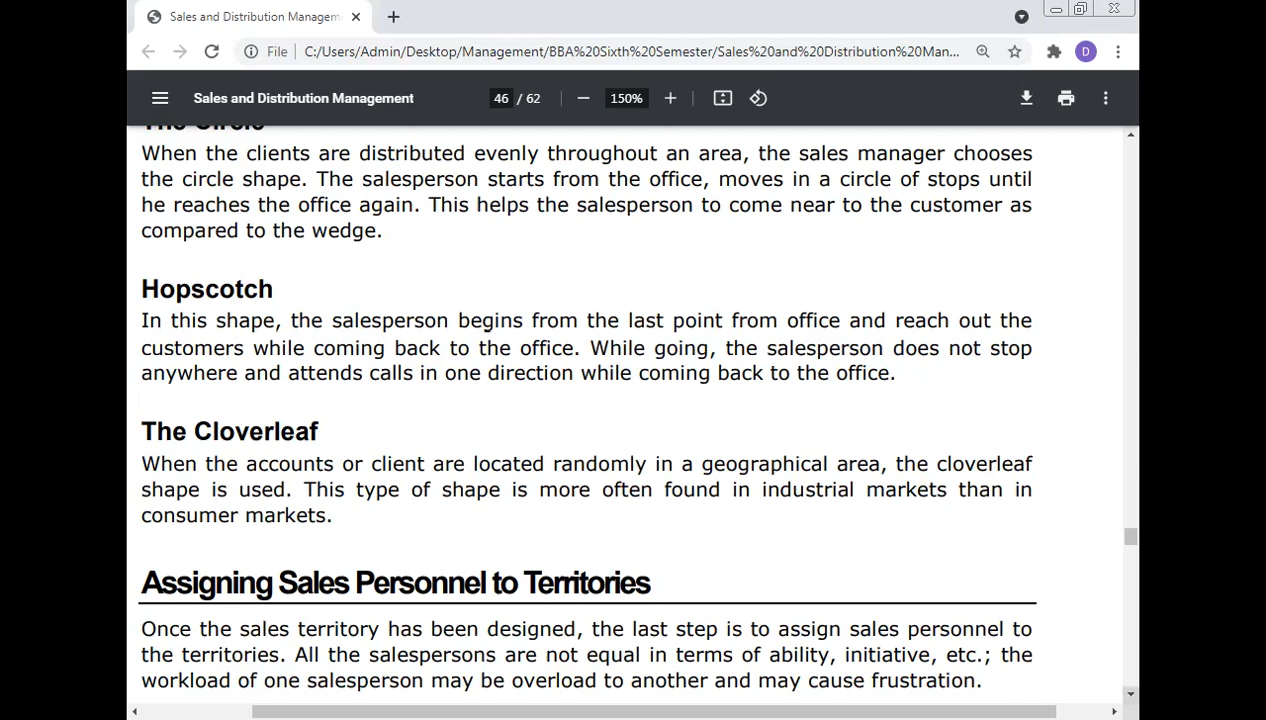 Sales and Distribution Managem
File
C:/Users/Admin/Desktop/Management/BBA%20Sixth%20Semester/Sales%20and%20Distribution%20Man...
D
Sales and Distribution Management
46 / 62
150%
The Circle
When the clients are distributed evenly throughout an area, the sales manager chooses
the circle shape. The salesperson starts from the office, moves in a circle of stops until
he reaches the office again. This helps the salesperson to come near to the customer as
compared to the wedge.
Hopscotch
In this shape, the salesperson begins from the last point from office and reach out the
customers while coming back to the office. While going, the salesperson does not stop
anywhere and attends calls in one direction while coming back to the office.
The Cloverleaf
When the accounts or client are located randomly in a geographical area, the cloverleaf
shape is used. This type of shape is more often found in industrial markets than in
consumer markets.
Assigning Sales Personnel to Territories
Once the sales territory has been designed, the last step is to assign sales personnel to
the territories. All the salespersons are not equal in terms of ability, initiative, etc.; the
workload of one salesperson may be overload to another and may cause frustration.